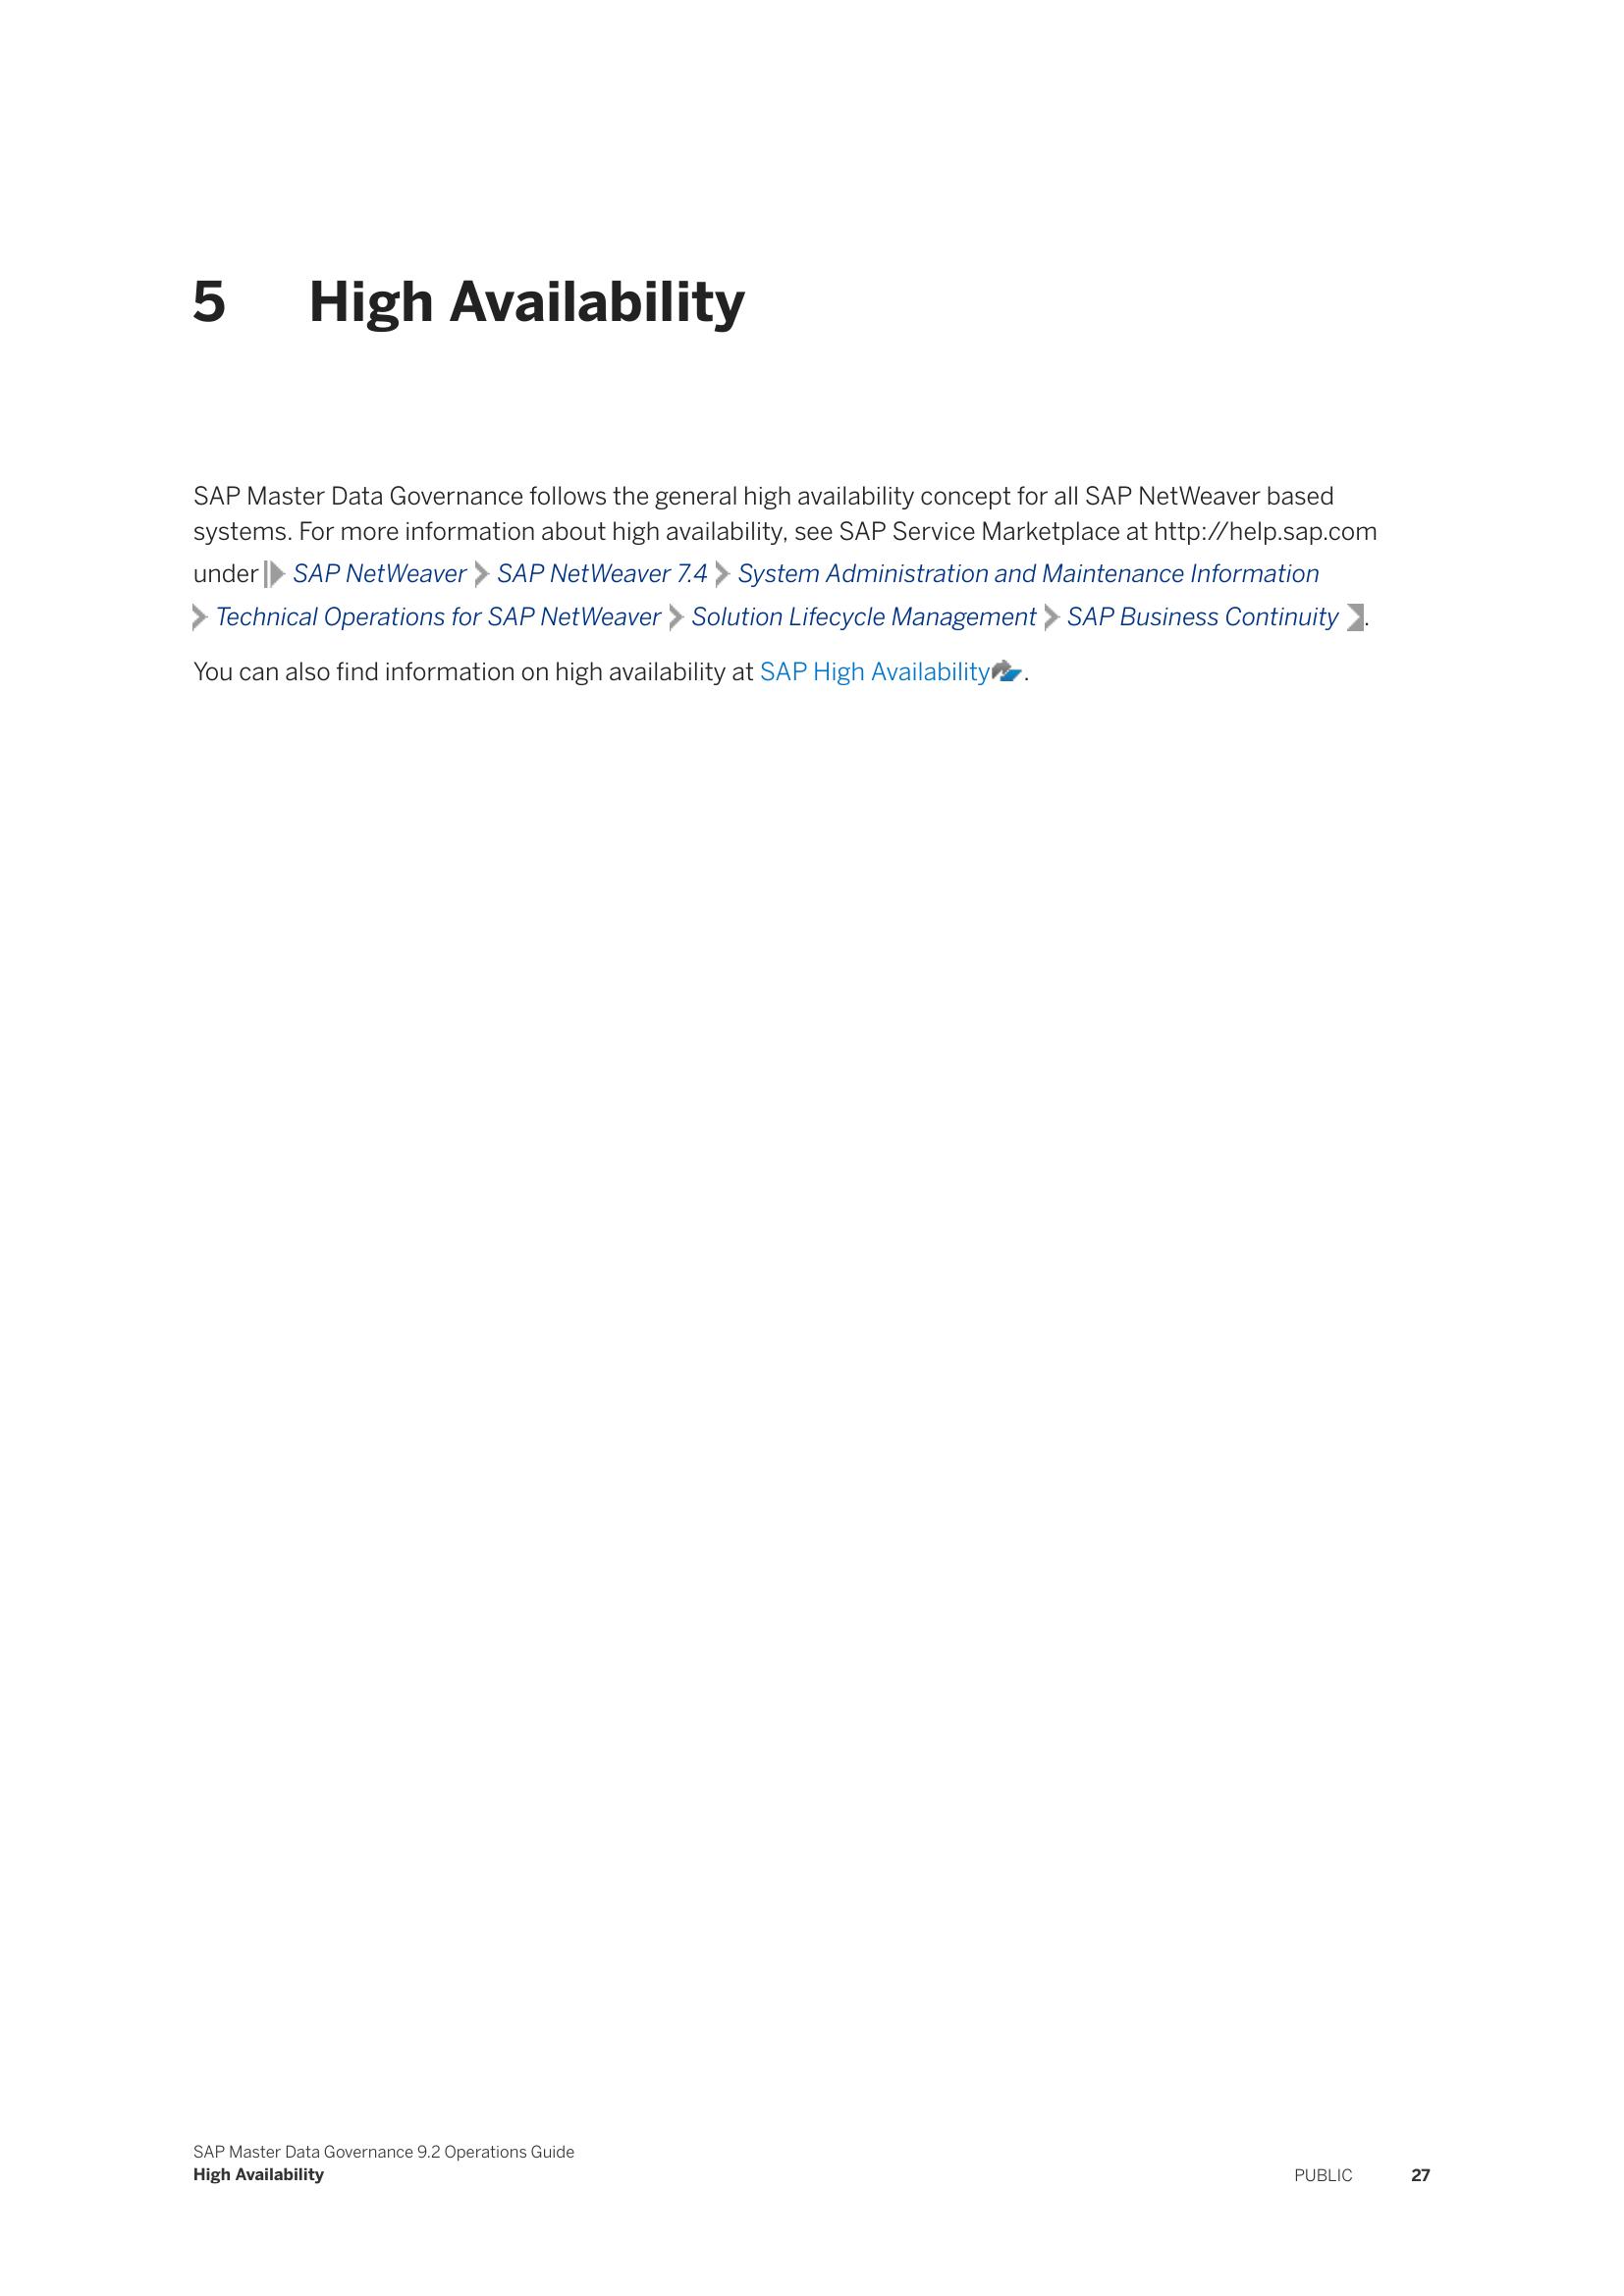 5 High Availability
SAP Master Data Governance follows the general high availability concept for all SAP NetWeaver based
systems. For more information about high availability, see SAP Service Marketplace at http://help.sap.com
under SAP NetWeaver SAP NetWeaver 7.4 System Administration and Maintenance Information
Technical Operations for SAP NetWeaver Solution Lifecycle Management SAP Business Continuity .
You can also find information on high availability at SAP High Availability .
SAP Master Data Governance 9.2 Operations Guide
High Availability
PUBLIC 27